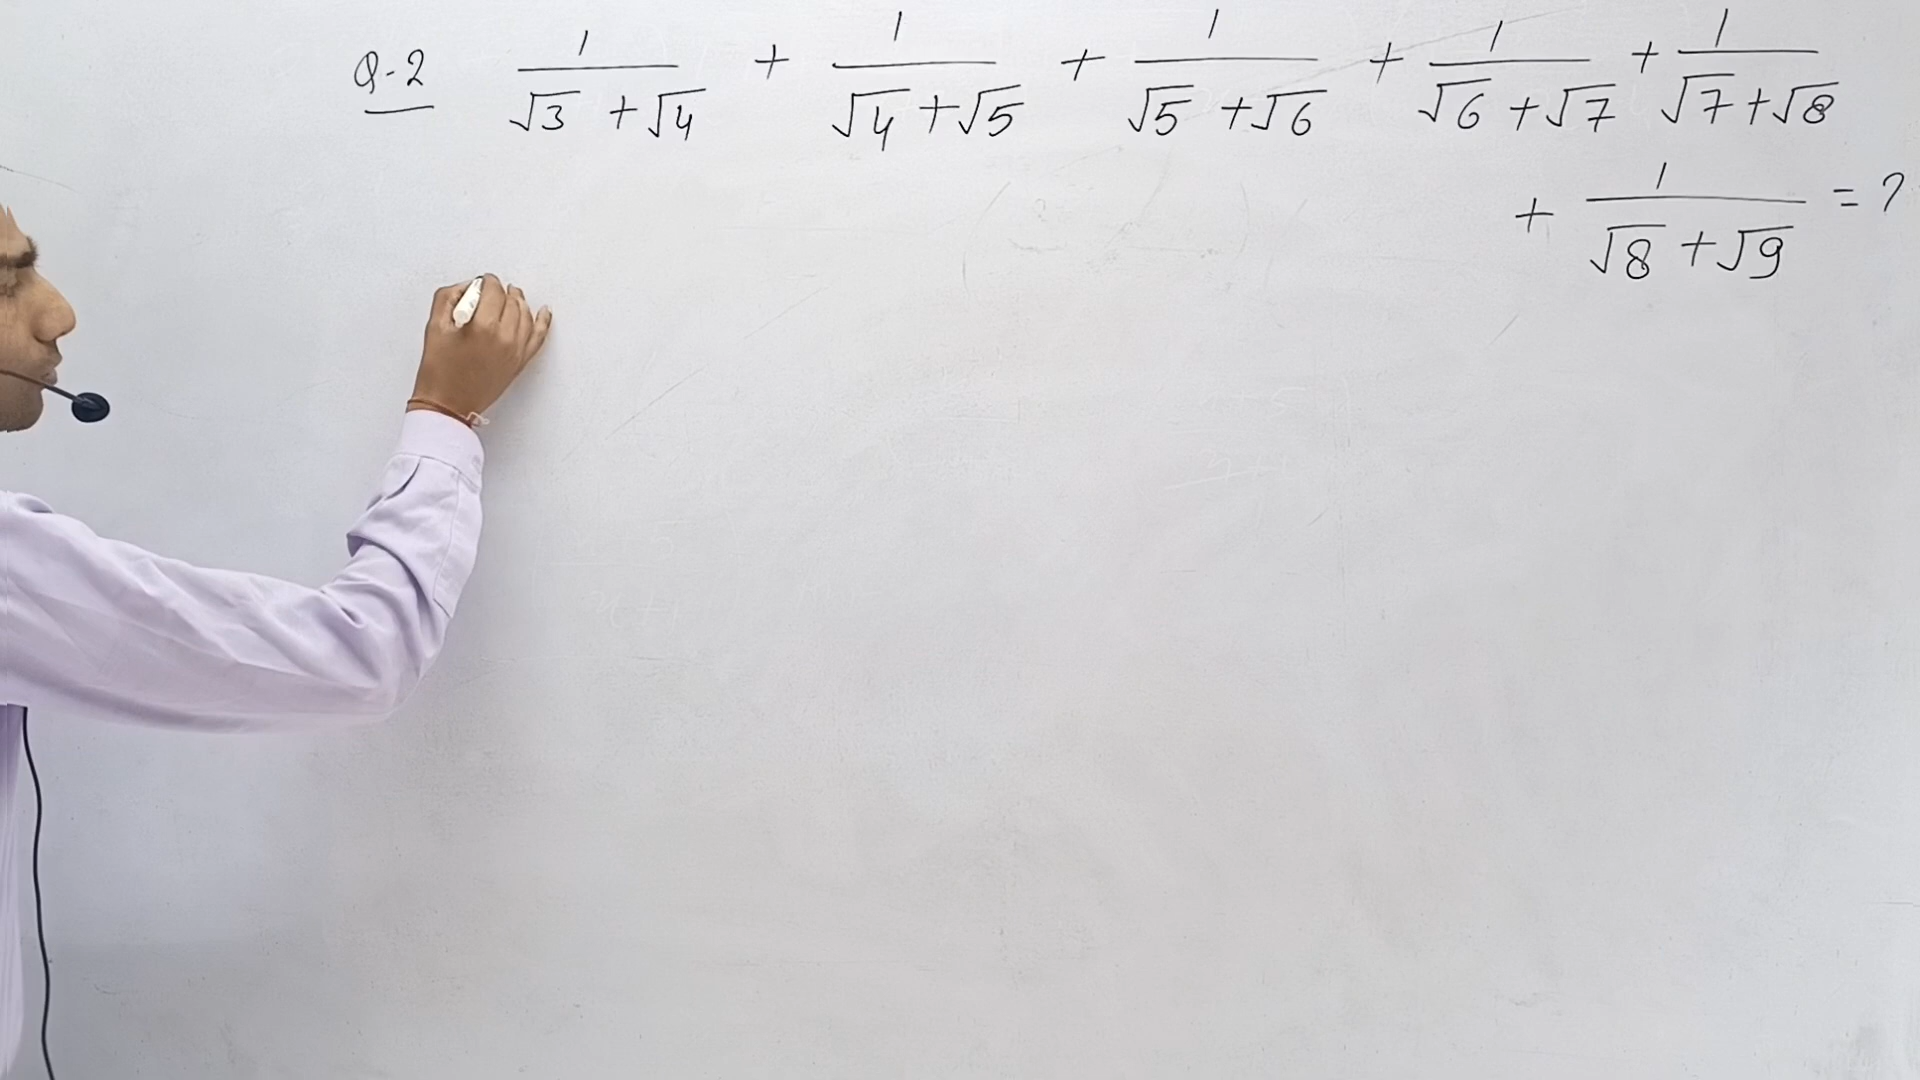 Q-2 1/(√3 + √4) + 1/(√4 + √5) + 1/(√5 + √6) + 1/(√6 + √7) + 1/(√7 + √8)
+ 1/(√8 + √9) = ?